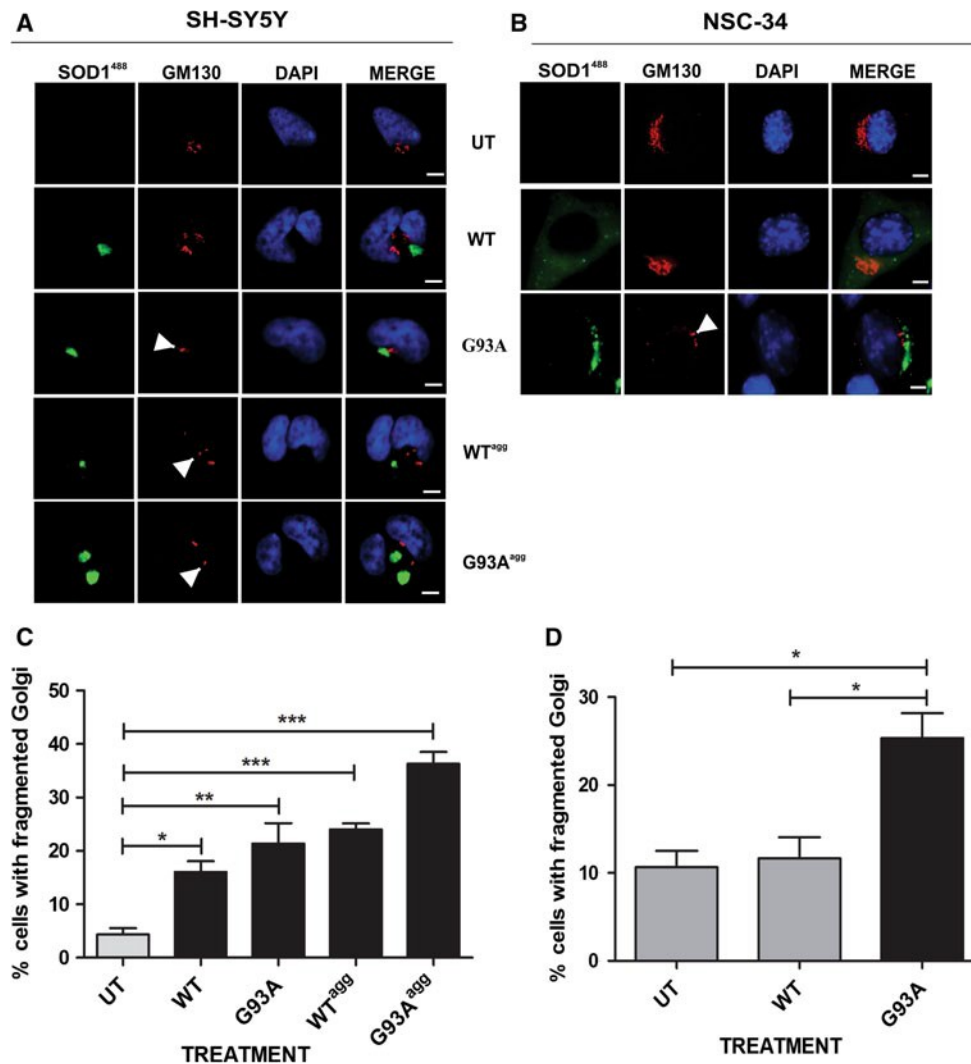 A
SH-SY5Y
SOD1⁴⁸⁸ GM130 DAPI MERGE
UT
WT
G93A
WTᵃᵍᵍ
G93Aᵃᵍᵍ
B
NSC-34
SOD1⁴⁸⁸ GM130 DAPI MERGE
C
% cells with fragmented Golgi
50
40
30
20
10
0
***
***
**
*
UT WT G93A WTᵃᵍᵍ G93Aᵃᵍᵍ
TREATMENT
D
% cells with fragmented Golgi
30
20
10
0
*
*
UT WT G93A
TREATMENT